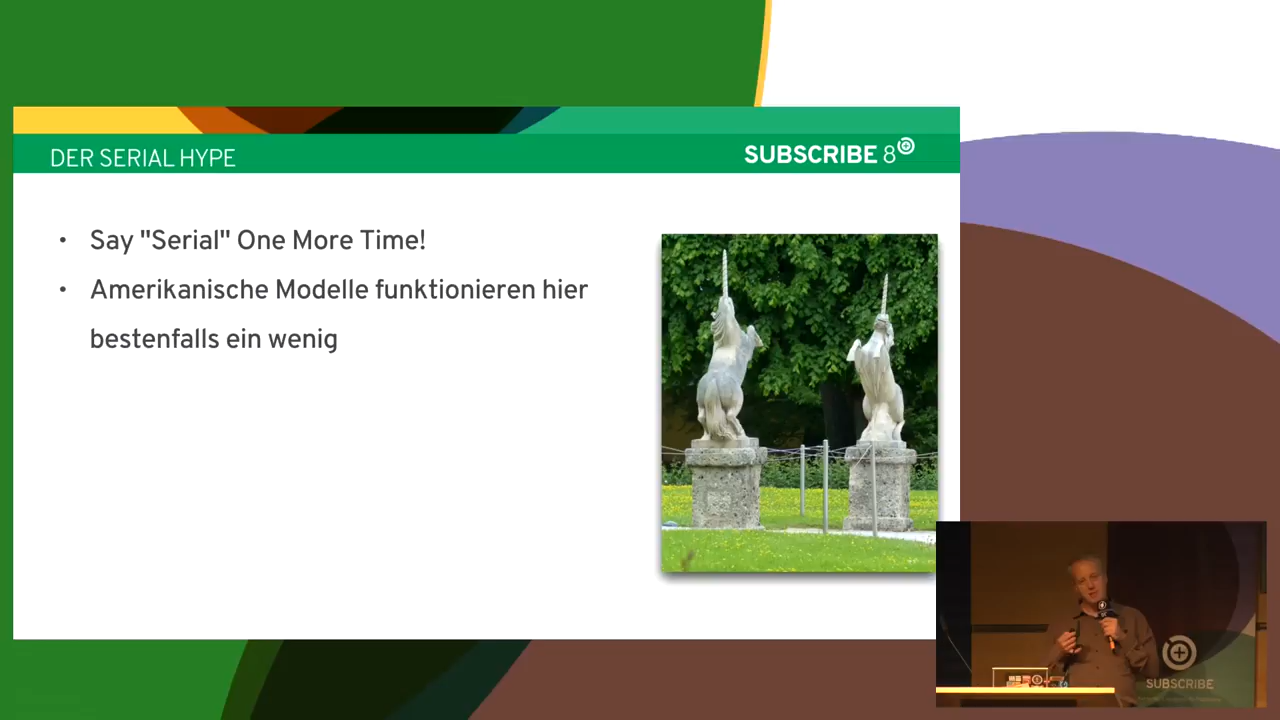 DER SERIAL HYPE
SUBSCRIBE 8
• Say "Serial" One More Time!
• Amerikanische Modelle funktionieren hier
bestenfalls ein wenig
SUBSCRIBE